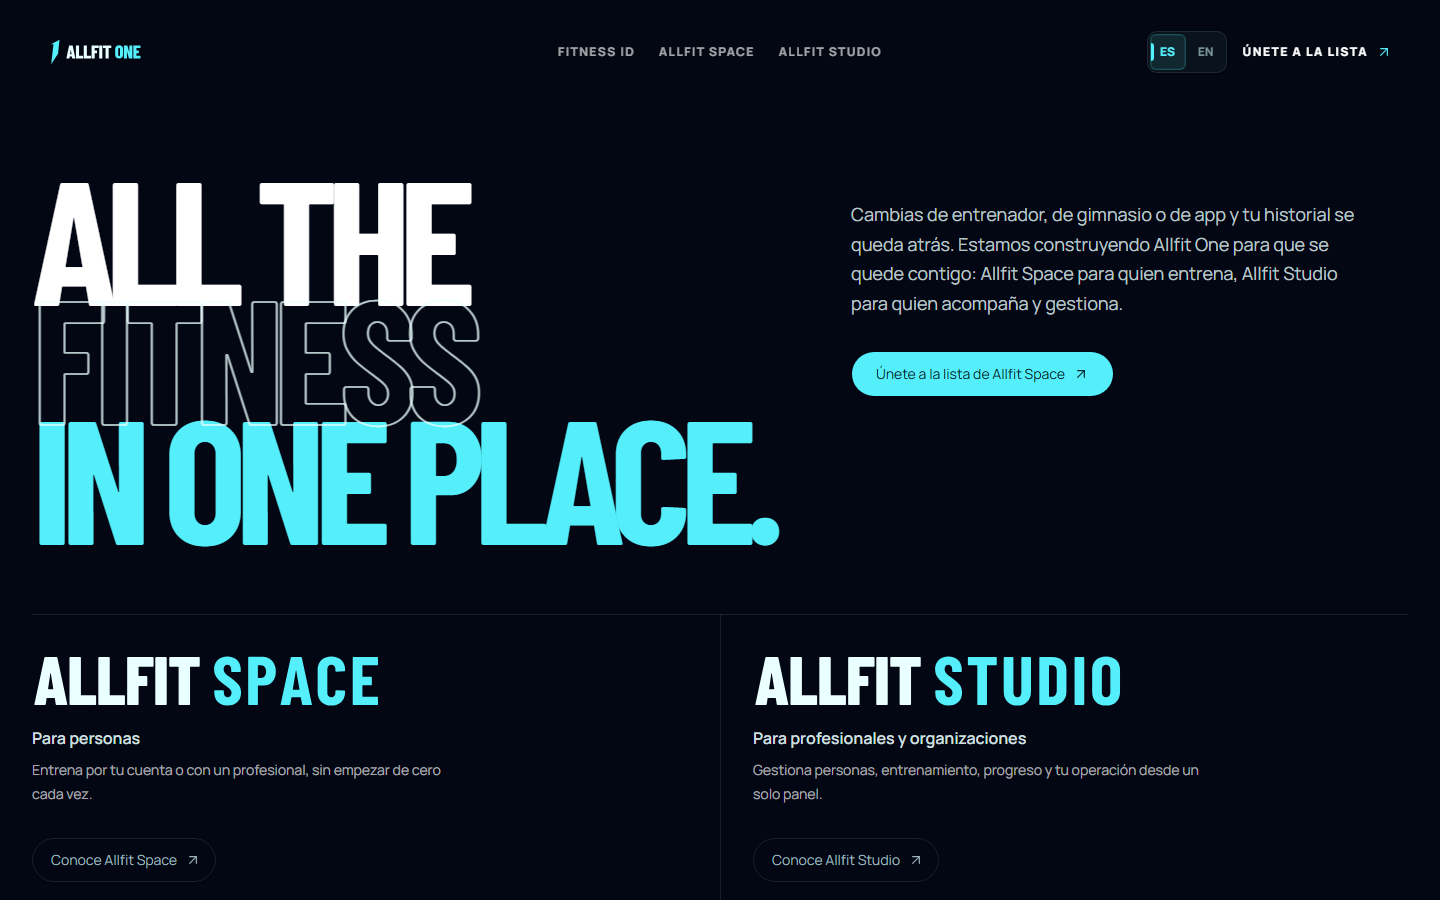 ALLFIT ONE
FITNESS ID
ALLFIT SPACE
ALLFIT STUDIO
ES
EN
ÚNETE A LA LISTA
ALL THE
FITNESS
IN ONE PLACE.
Cambias de entrenador, de gimnasio o de app y tu historial se
queda atrás. Estamos construyendo Allfit One para que se
quede contigo: Allfit Space para quien entrena, Allfit Studio
para quien acompaña y gestiona.
Únete a la lista de Allfit Space
ALLFIT SPACE
Para personas
Entrena por tu cuenta o con un profesional, sin empezar de cero
cada vez.
Conoce Allfit Space
ALLFIT STUDIO
Para profesionales y organizaciones
Gestiona personas, entrenamiento, progreso y tu operación desde un
solo panel.
Conoce Allfit Studio